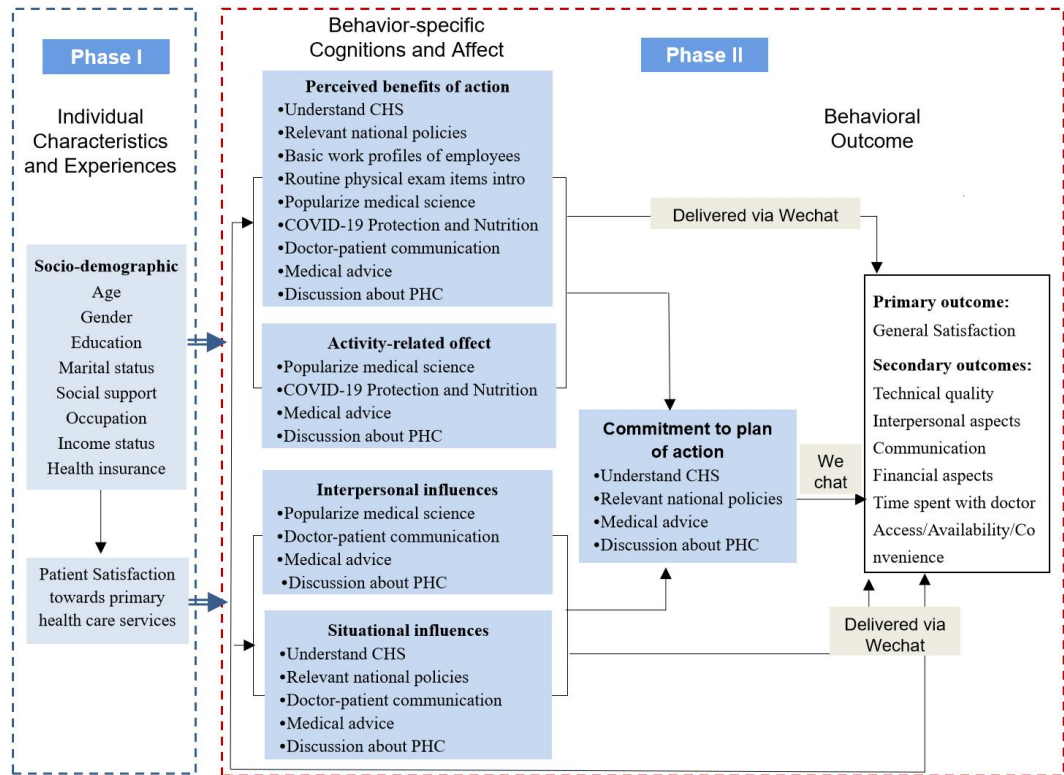 Phase I
Individual
Characteristics
and Experiences
Socio-demographic
Age
Gender
Education
Marital status
Social support
Occupation
Income status
Health insurance
Patient Satisfaction
towards primary
health care services
Behavior-specific
Cognitions and Affect
Phase II
Perceived benefits of action
•Understand CHS
•Relevant national policies
•Basic work profiles of employees
•Routine physical exam items intro
•Popularize medical science
•COVID-19 Protection and Nutrition
•Doctor-patient communication
•Medical advice
•Discussion about PHC
Activity-related offect
•Popularize medical science
•COVID-19 Protection and Nutrition
•Medical advice
•Discussion about PHC
Interpersonal influences
•Popularize medical science
•Doctor-patient communication
•Medical advice
•Discussion about PHC
Situational influences
•Understand CHS
•Relevant national policies
•Doctor-patient communication
•Medical advice
•Discussion about PHC
Commitment to plan
of action
•Understand CHS
•Relevant national policies
•Medical advice
•Discussion about PHC
Behavioral
Outcome
Delivered via Wechat
We
chat
Primary outcome:
General Satisfaction
Secondary outcomes:
Technical quality
Interpersonal aspects
Communication
Financial aspects
Time spent with doctor
Access/Availability/Co
nvenience
Delivered via
Wechat